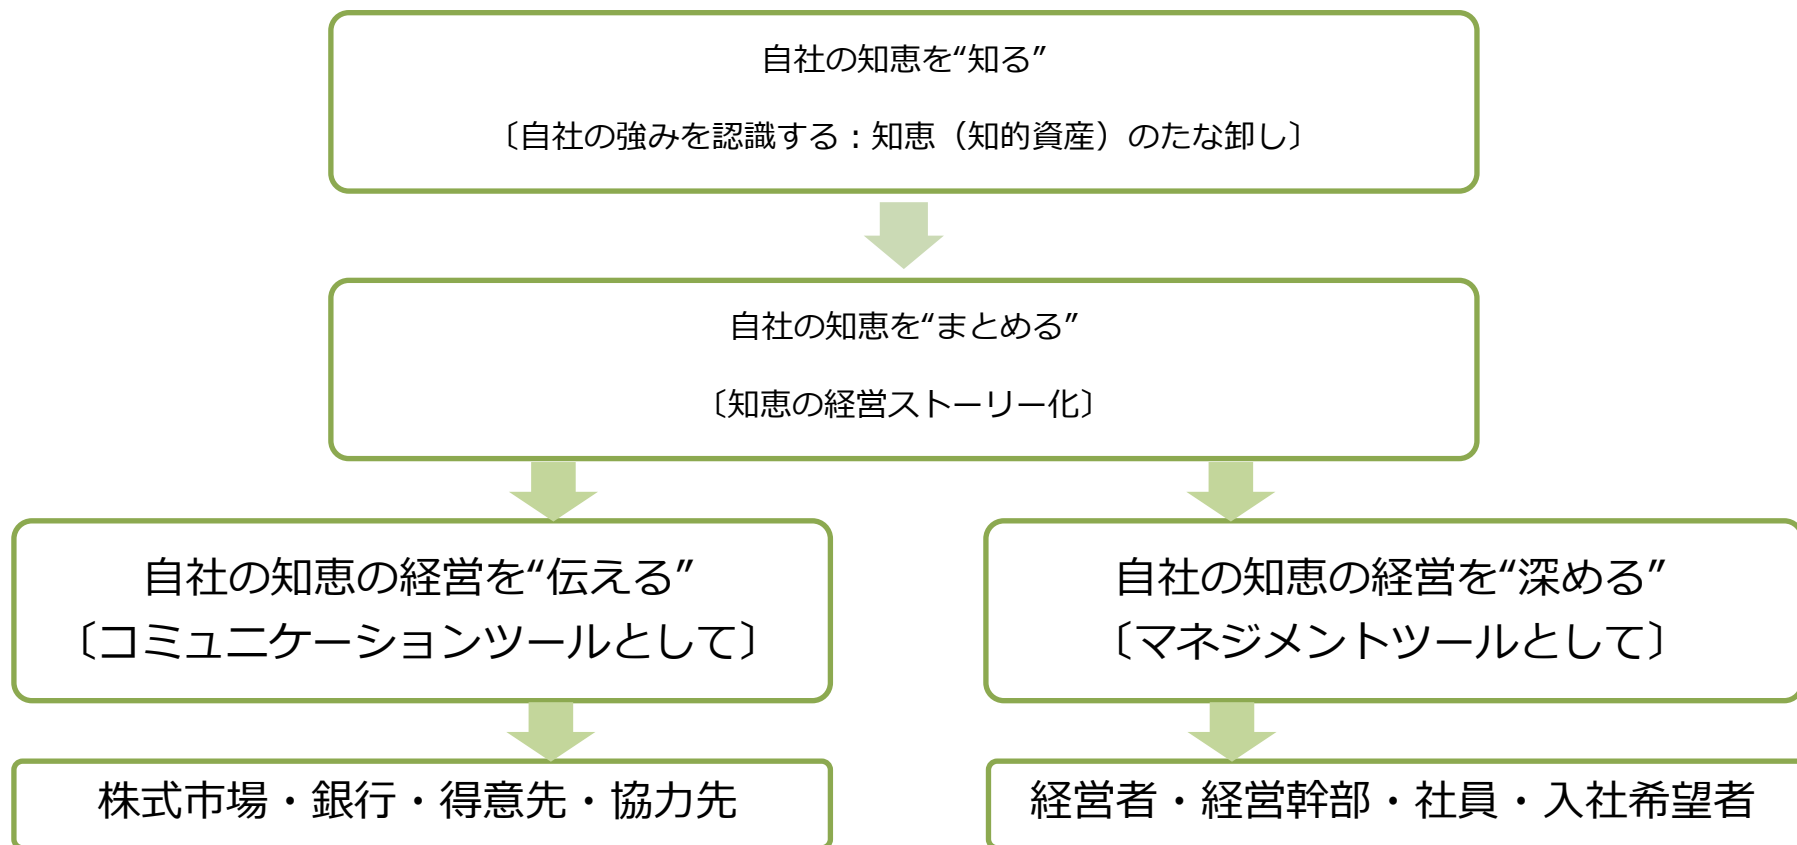 自社の知恵を“知る”
〔自社の強みを認識する：知恵（知的資産）のたな卸し〕
自社の知恵を“まとめる”
〔知恵の経営ストーリー化〕
自社の知恵の経営を“伝える”
〔コミュニケーションツールとして〕
自社の知恵の経営を“深める”
〔マネジメントツールとして〕
株式市場・銀行・得意先・協力先
経営者・経営幹部・社員・入社希望者